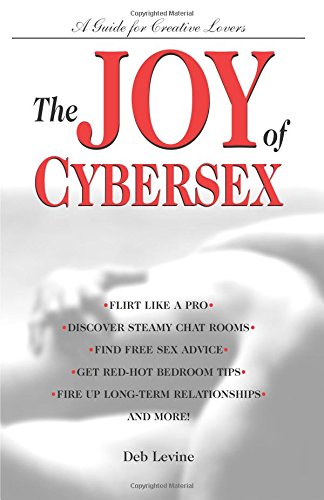 A Guide for Creative Lovers
The JOY of
CYBERSEX
•FLIRT LIKE A PRO•
•DISCOVER STEAMY CHAT ROOMS•
•FIND FREE SEX ADVICE•
•GET RED-HOT BEDROOM TIPS•
•FIRE UP LONG-TERM RELATIONSHIPS•
AND MORE!
Deb Levine